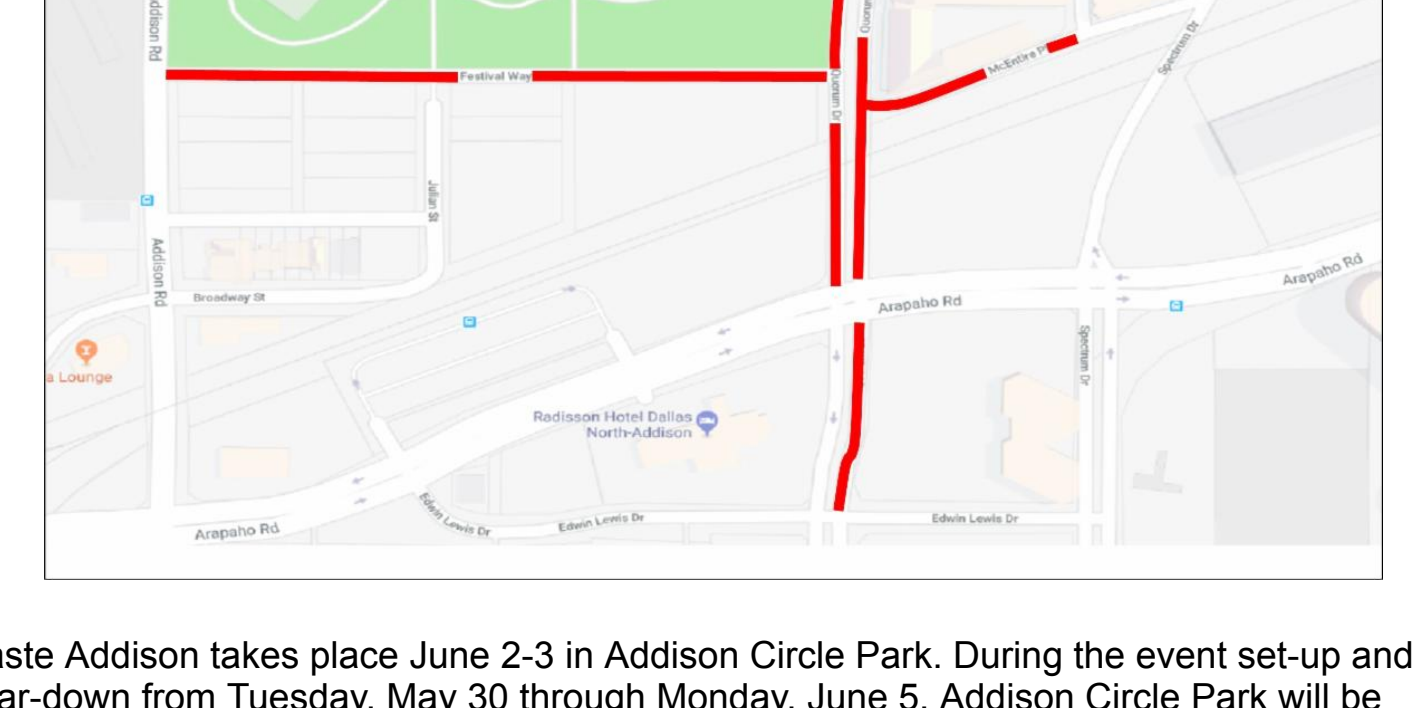 ddison Rd
Quorum D
McEntire P
Spectrum Dr
Festival Way
Quorum Dr
Julian St
Addison Rd
Arapaho Rd
Broadway St
Arapaho Rd
Spectrum Dr
a Lounge
Radisson Hotel Dallas
North-Addison
Edwin Lewis Dr
Edwin Lewis Dr
Edwin Lewis Dr
Arapaho Rd
aste Addison takes place June 2-3 in Addison Circle Park. During the event set-up and
ar-down from Tuesday, May 30 through Monday, June 5, Addison Circle Park will be